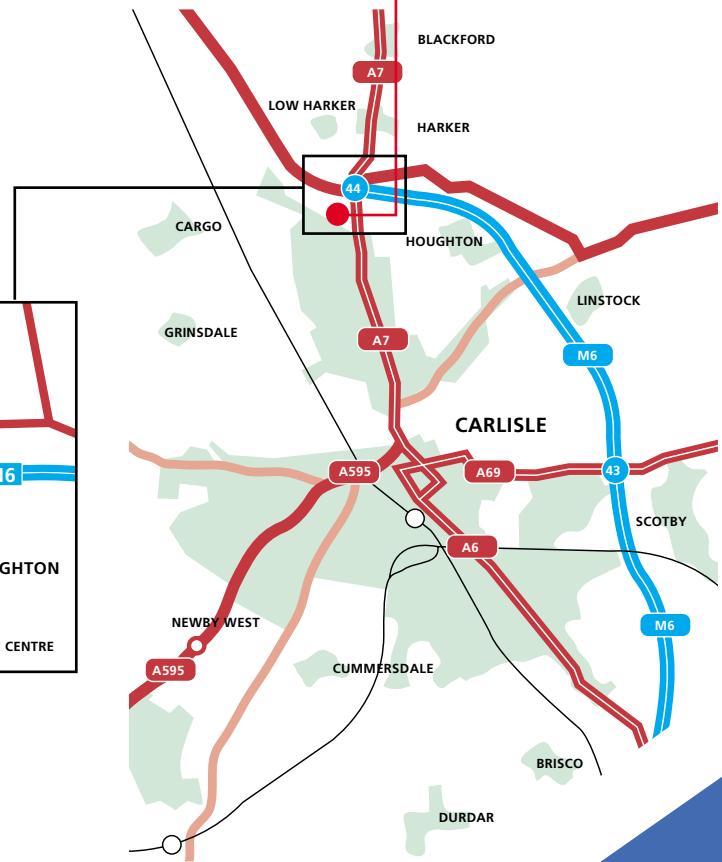 BLACKFORD
A7
LOW HARKER
HARKER
44
CARGO
HOUGHTON
LINSTOCK
GRINSDALE
A7
M6
CARLISLE
A595
A69
43
16
SCOTBY
A6
GHTON
NEWBY WEST
M6
CENTRE
A595
CUMMERSDALE
BRISCO
DURDAR